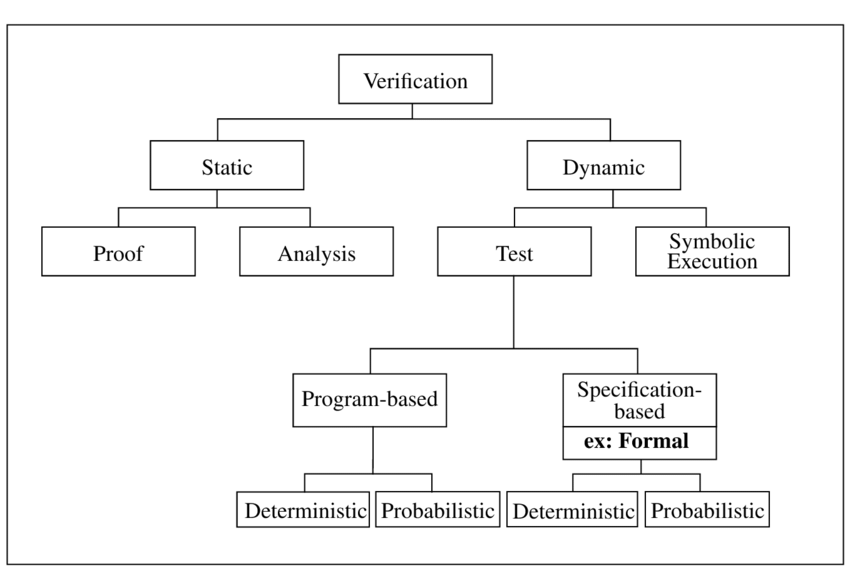 Verification
Static
Dynamic
Proof
Analysis
Test
Symbolic
Execution
Program-based
Specification-
based
ex: Formal
Deterministic
Probabilistic
Deterministic
Probabilistic